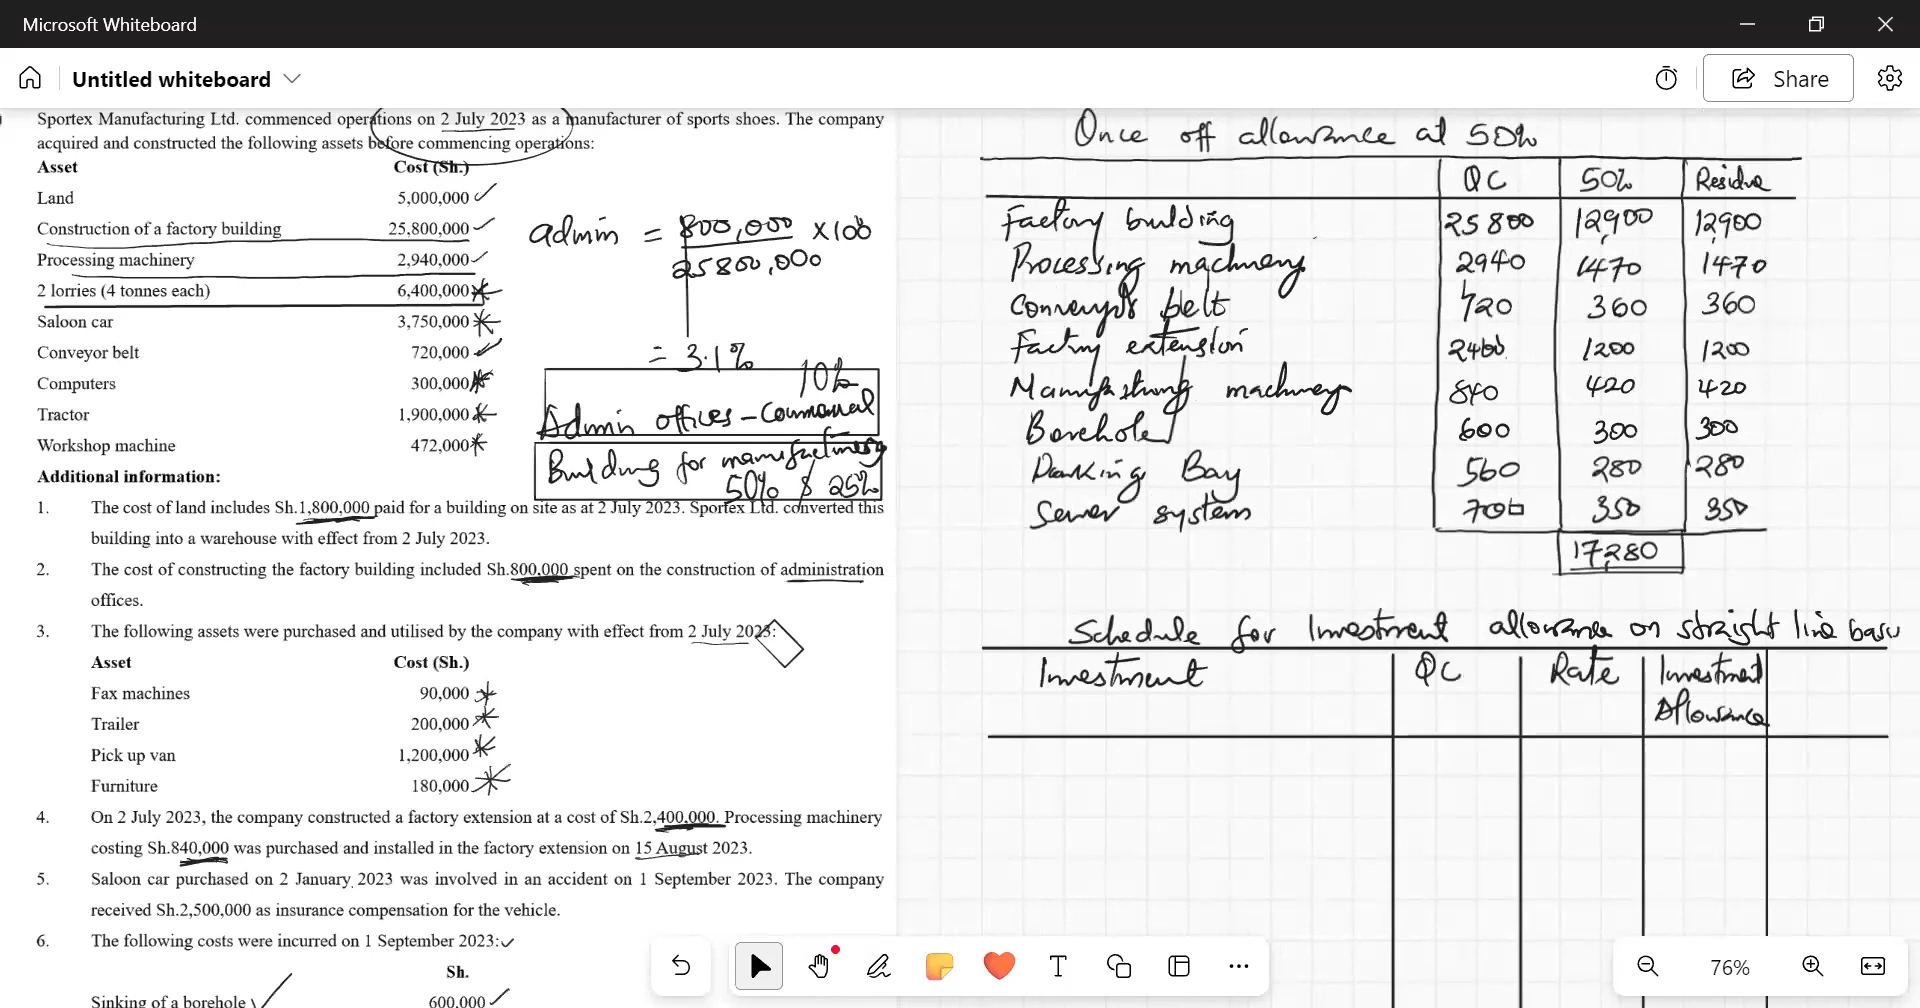 Microsoft Whiteboard
Untitled whiteboard
Share
Sportex Manufacturing Ltd. commenced operations on 2 July 2023 as a manufacturer of sports shoes. The company
acquired and constructed the following assets before commencing operations:
Asset Cost (Sh.)
Land 5,000,000
Construction of a factory building 25,800,000
Processing machinery 2,940,000
2 lorries (4 tonnes each) 6,400,000
Saloon car 3,750,000
Conveyor belt 720,000
Computers 300,000
Tractor 1,900,000
Workshop machine 472,000
Additional information:
1. The cost of land includes Sh.1,800,000 paid for a building on site as at 2 July 2023. Sportex Ltd. converted this
building into a warehouse with effect from 2 July 2023.
2. The cost of constructing the factory building included Sh.800,000 spent on the construction of administration
offices.
3. The following assets were purchased and utilised by the company with effect from 2 July 2023:
Asset Cost (Sh.)
Fax machines 90,000
Trailer 200,000
Pick up van 1,200,000
Furniture 180,000
4. On 2 July 2023, the company constructed a factory extension at a cost of Sh.2,400,000. Processing machinery
costing Sh.840,000 was purchased and installed in the factory extension on 15 August 2023.
5. Saloon car purchased on 2 January 2023 was involved in an accident on 1 September 2023. The company
received Sh.2,500,000 as insurance compensation for the vehicle.
6. The following costs were incurred on 1 September 2023:
Sh.
Sinking of a borehole 600,000
admin = 800,000 x100
25800,000
= 3.1%
10%
Admin offices - Commercial
Building for manufacturing
50% & 25%
Once off allowance at 50%
QC 50% Residue
Factory building 25800 12,900 12,900
Processing machinery 2940 1470 1470
Conveyor belt 720 360 360
Factory extension 2400 1200 1200
Manufacturing machinery 840 420 420
Borehole 600 300 300
Parking Bay 560 280 280
Sewer system 700 350 350
17,280
Schedule for Investment allowance on straight line basis
Investment QC Rate Investment
Allowance
76%